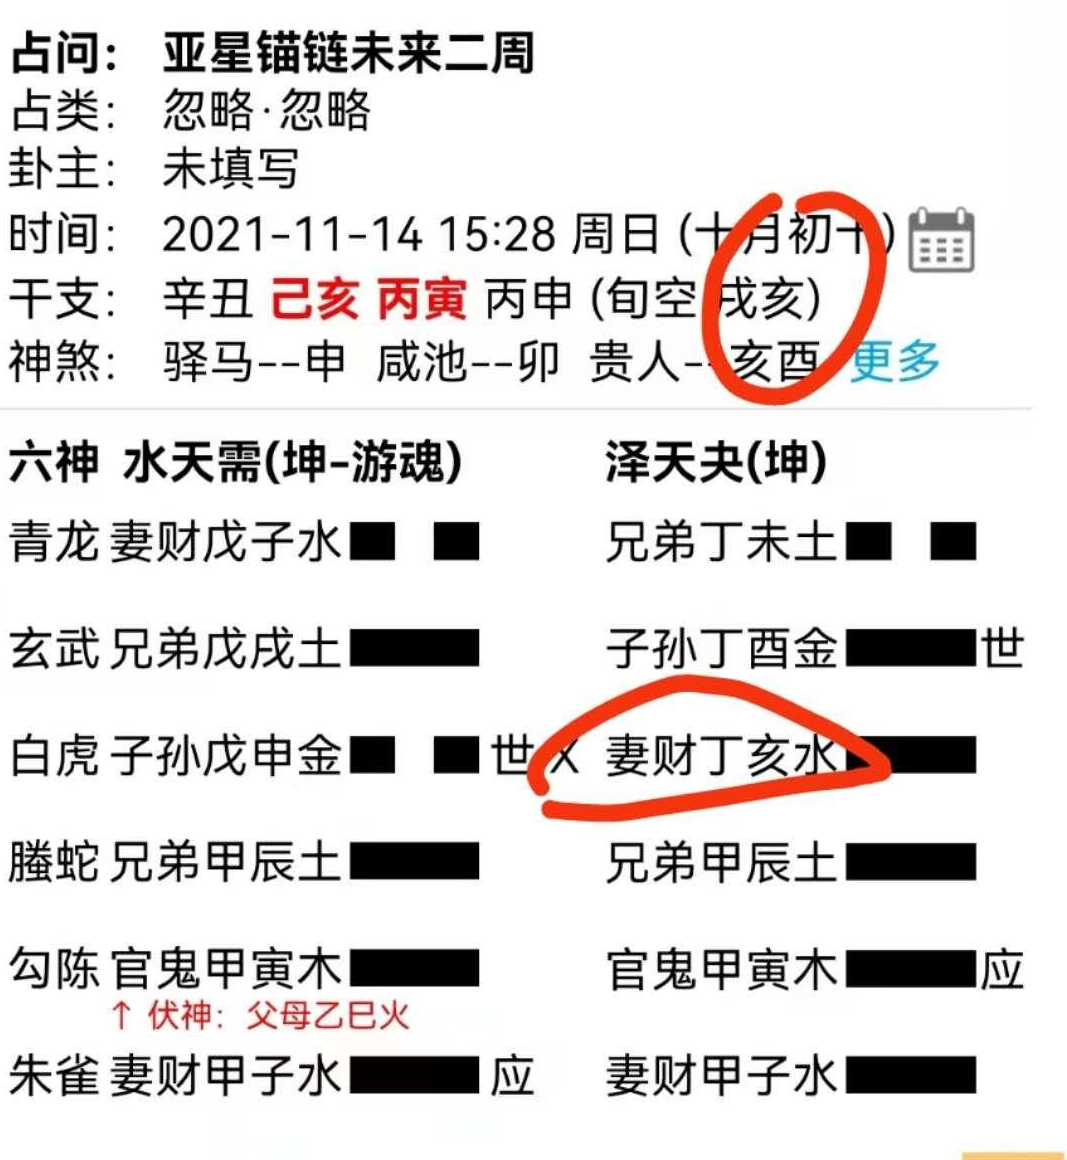 占问： 亚星锚链未来二周
占类： 忽略·忽略
卦主： 未填写
时间： 2021-11-14 15:28 周日 (十月初十)
干支： 辛丑 己亥 丙寅 丙申 (旬空 戌亥)
神煞： 驿马--申 咸池--卯 贵人--亥酉 更多
六神 水天需(坤-游魂) 泽天夬(坤)
青龙 妻财戊子水 兄弟丁未土
玄武 兄弟戊戌土 子孙丁酉金 世
白虎 子孙戊申金 世 X 妻财丁亥水
螣蛇 兄弟甲辰土 兄弟甲辰土
勾陈 官鬼甲寅木 官鬼甲寅木 应
↑ 伏神：父母乙巳火
朱雀 妻财甲子水 应 妻财甲子水